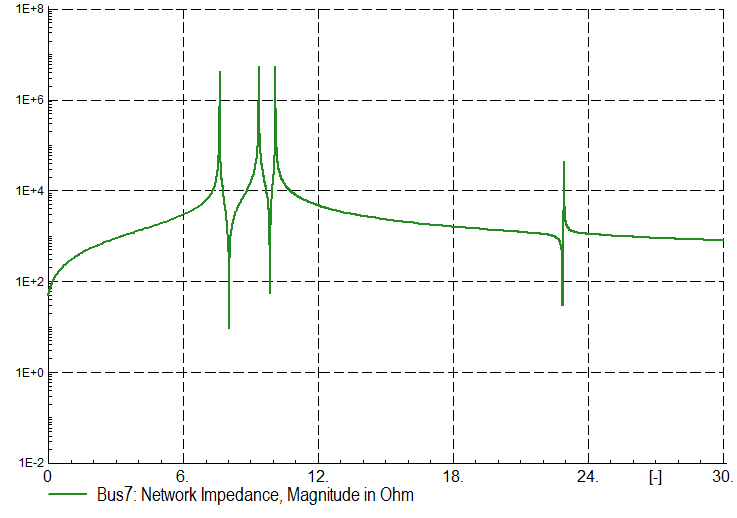 1E+8
1E+6
1E+4
1E+2
1E+0
1E-2
0 6. 12. 18. 24. [-] 30.
Bus7: Network Impedance, Magnitude in Ohm